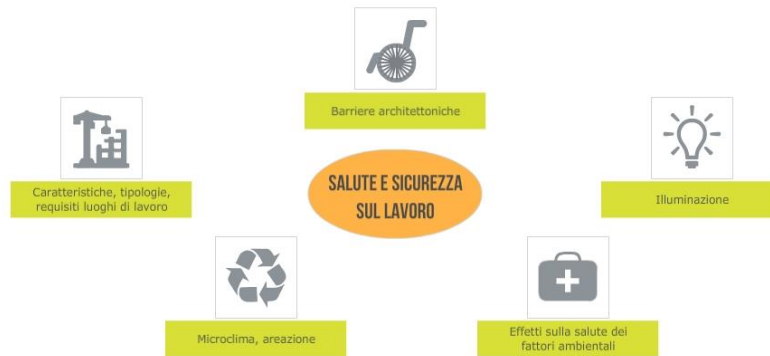 Barriere architettoniche
Caratteristiche, tipologie,
requisiti luoghi di lavoro
SALUTE E SICUREZZA
SUL LAVORO
Illuminazione
Microclima, areazione
Effetti sulla salute dei
fattori ambientali